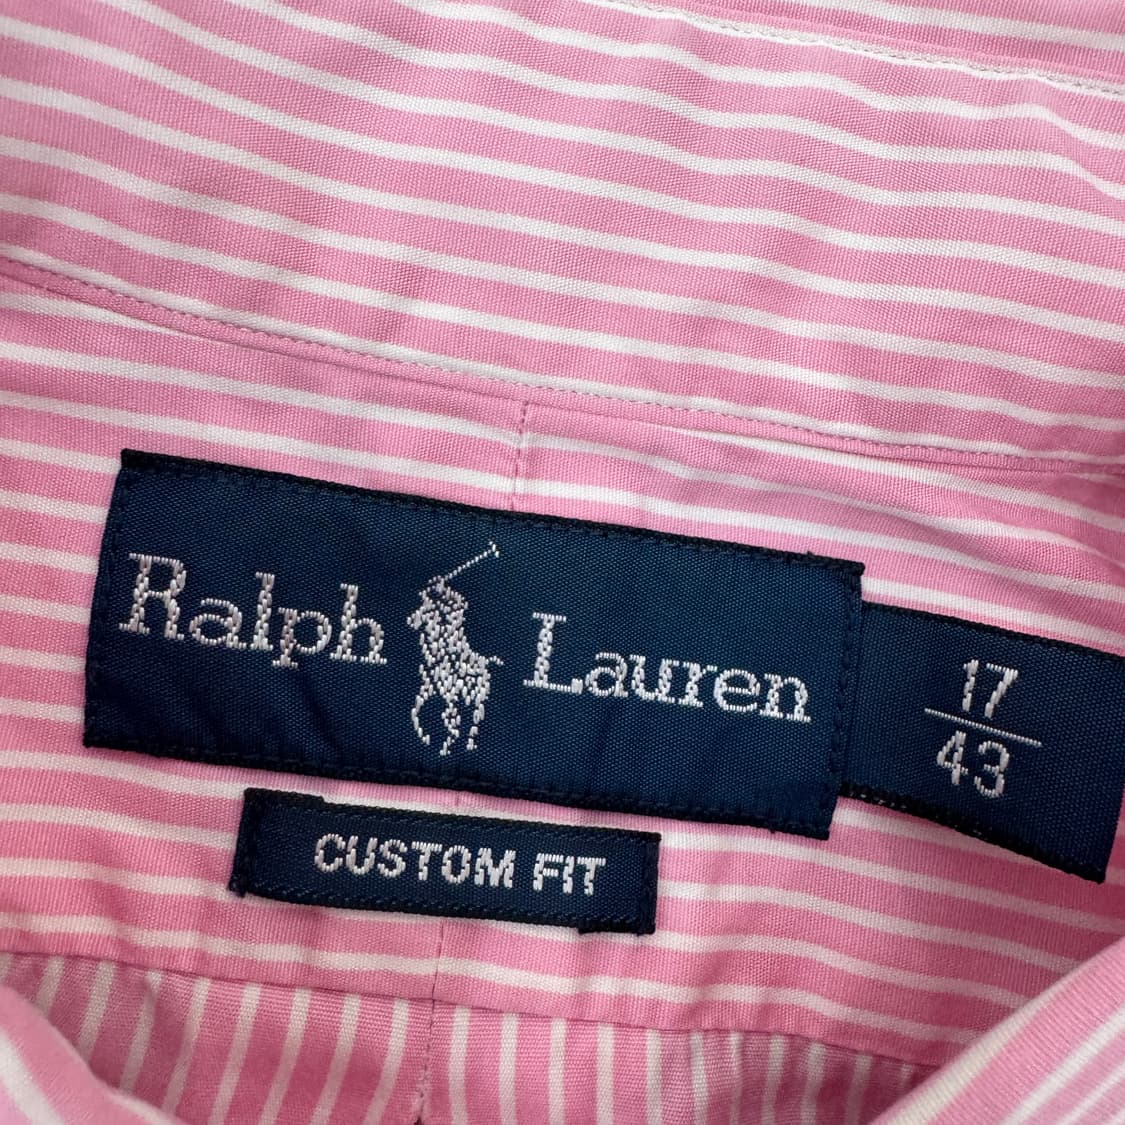 Ralph Lauren
17
43
CUSTOM FIT